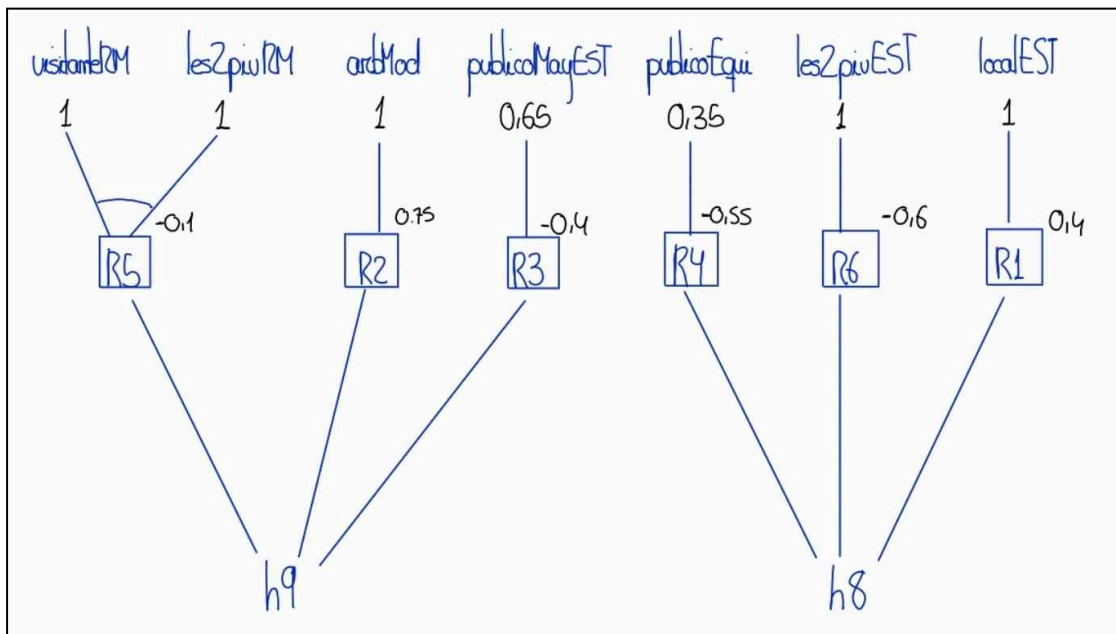 visitanteRM les2pivRM arbMod publicoMayEST publicoEqui les2pivEST localEST
1 1 1 0,65 0,35 1 1
-0,1 0.75 -0,4 -0,55 -0,6 0,4
R5 R2 R3 R4 R6 R1
h9 h8